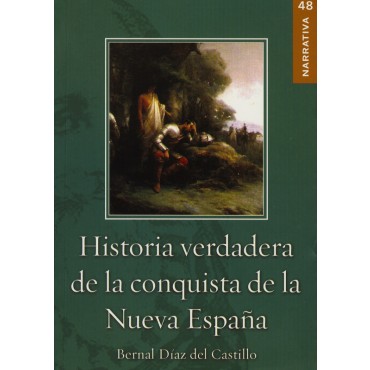 48
NARRATIVA
Historia verdadera
de la conquista de la
Nueva España
Bernal Díaz del Castillo